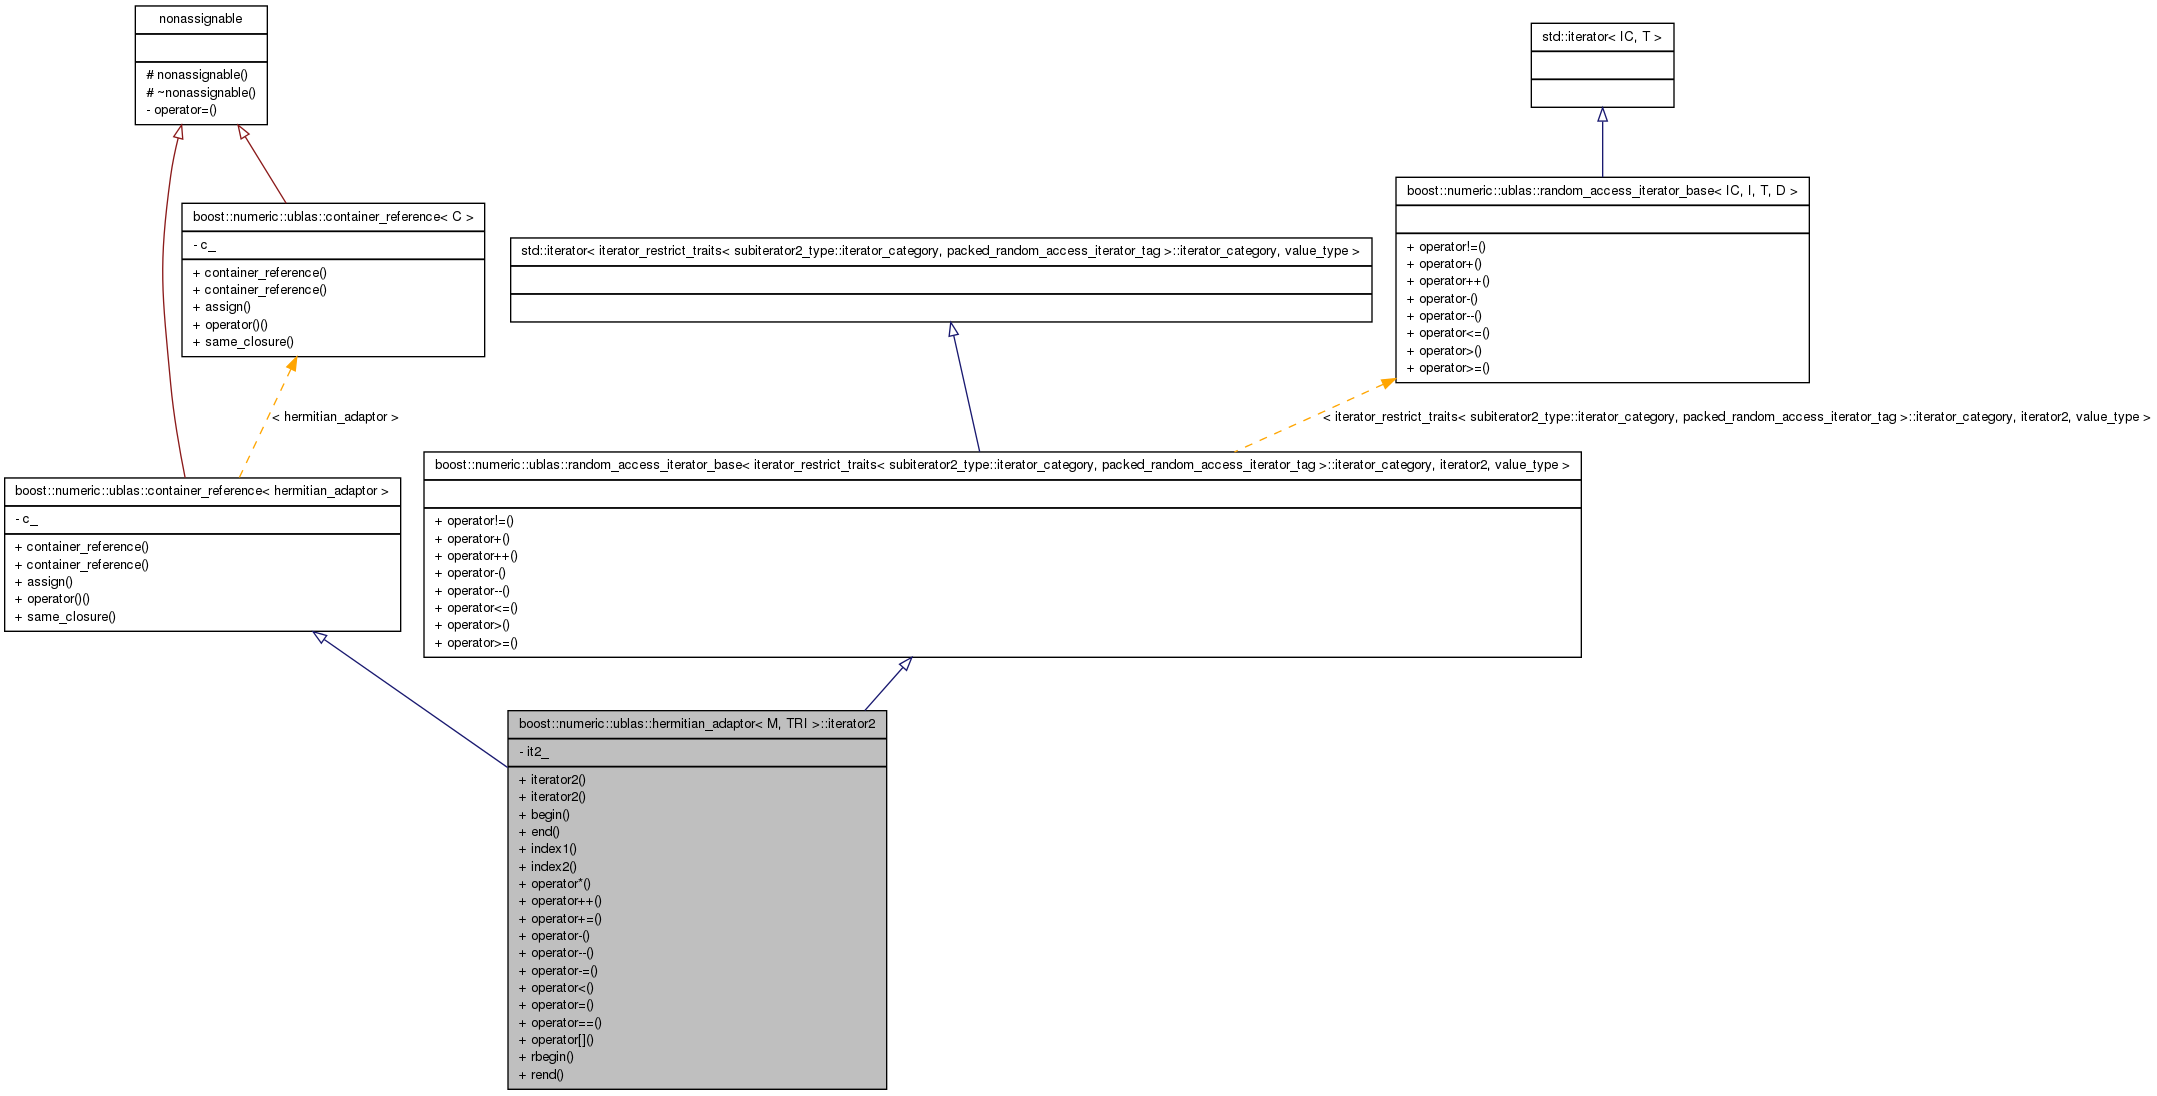 nonassignable
# nonassignable()
# ~nonassignable()
- operator=()
std::iterator< IC, T >
boost::numeric::ublas::container_reference< C >
- c_
+ container_reference()
+ container_reference()
+ assign()
+ operator()()
+ same_closure()
std::iterator< iterator_restrict_traits< subiterator2_type::iterator_category, packed_random_access_iterator_tag >::iterator_category, value_type >
boost::numeric::ublas::random_access_iterator_base< IC, I, T, D >
+ operator!=()
+ operator+()
+ operator++()
+ operator-()
+ operator--()
+ operator<=()
+ operator>()
+ operator>=()
< hermitian_adaptor >
< iterator_restrict_traits< subiterator2_type::iterator_category, packed_random_access_iterator_tag >::iterator_category, iterator2, value_type >
boost::numeric::ublas::container_reference< hermitian_adaptor >
- c_
+ container_reference()
+ container_reference()
+ assign()
+ operator()()
+ same_closure()
boost::numeric::ublas::random_access_iterator_base< iterator_restrict_traits< subiterator2_type::iterator_category, packed_random_access_iterator_tag >::iterator_category, iterator2, value_type >
+ operator!=()
+ operator+()
+ operator++()
+ operator-()
+ operator--()
+ operator<=()
+ operator>()
+ operator>=()
boost::numeric::ublas::hermitian_adaptor< M, TRI >::iterator2
- it2_
+ iterator2()
+ iterator2()
+ begin()
+ end()
+ index1()
+ index2()
+ operator*()
+ operator++()
+ operator+=()
+ operator-()
+ operator--()
+ operator-=()
+ operator<()
+ operator=()
+ operator==()
+ operator[]()
+ rbegin()
+ rend()